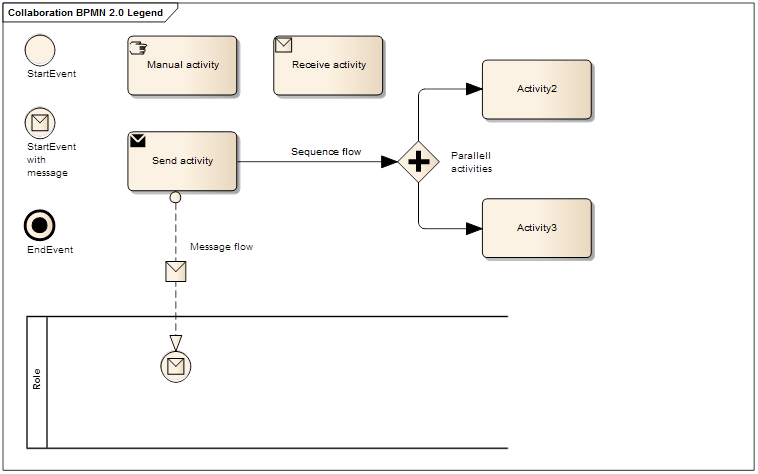 Collaboration BPMN 2.0 Legend
StartEvent
Manual activity
Receive activity
StartEvent
with
message
Send activity
Sequence flow
Parallell
activities
Activity2
Activity3
EndEvent
Message flow
Role